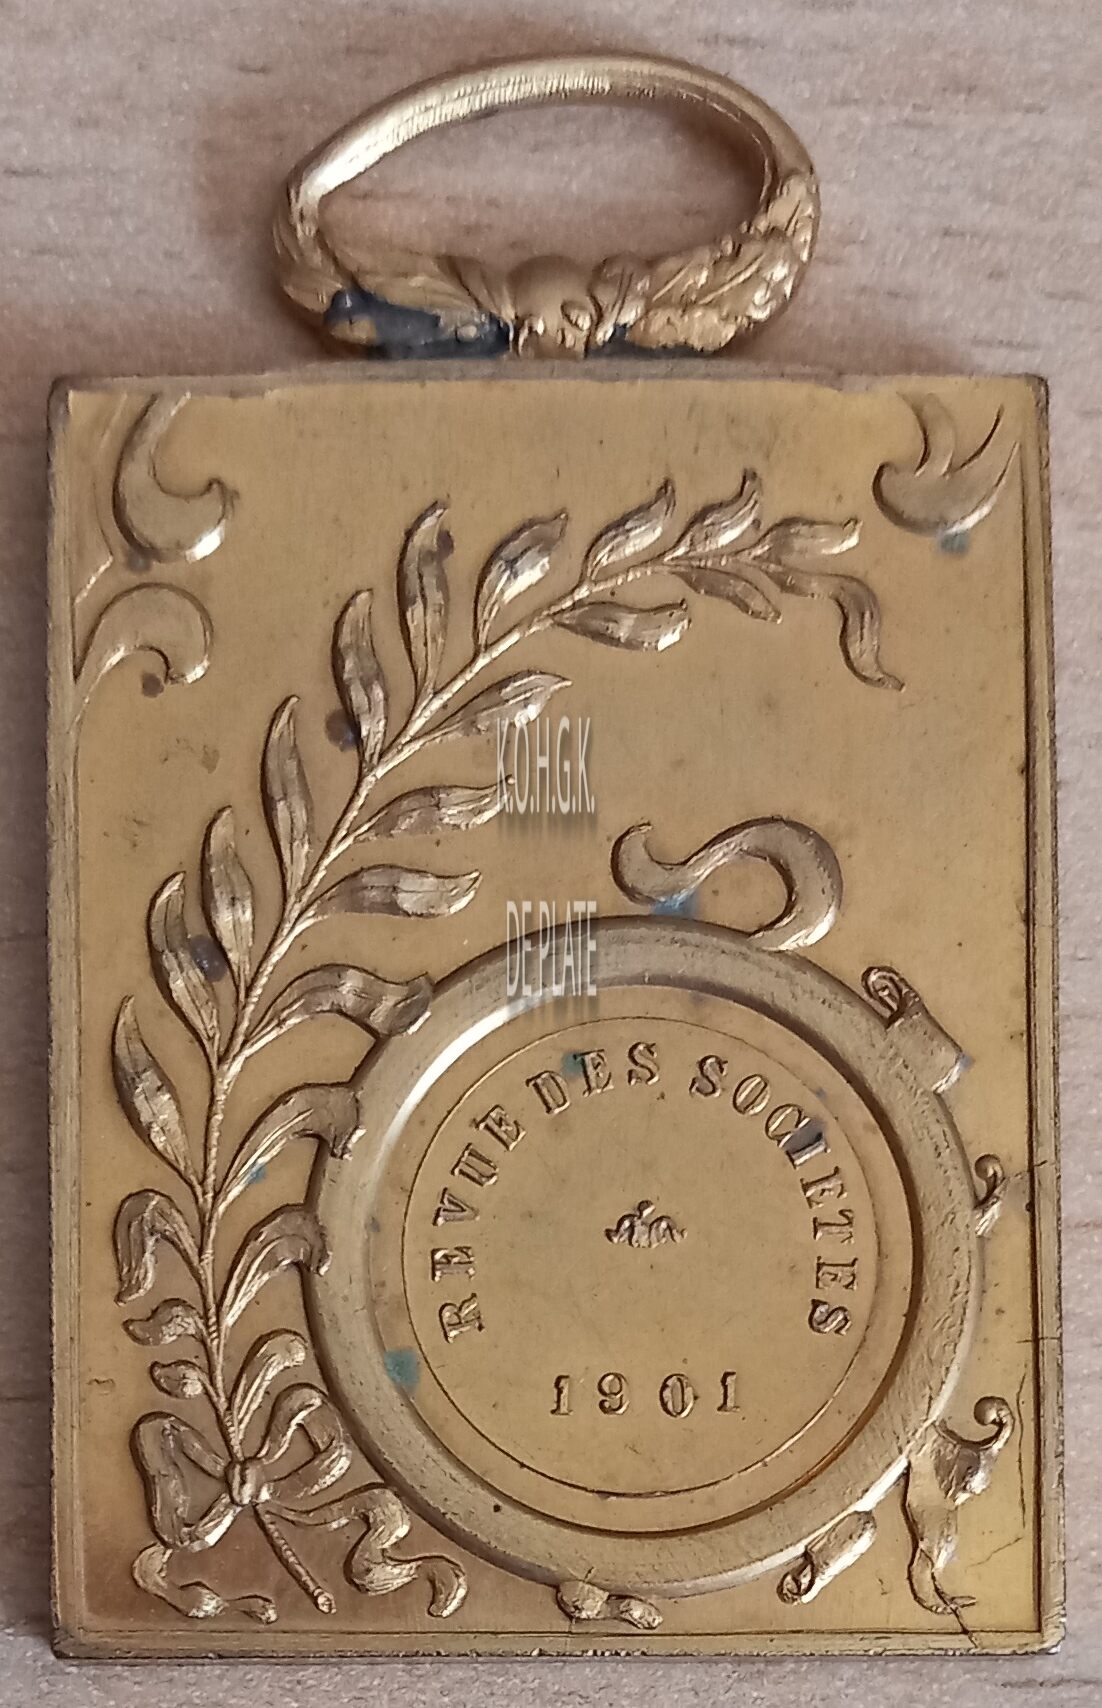 K.O.H.G.K.
DE PLATE
REVUE DES SOCIETES
1901